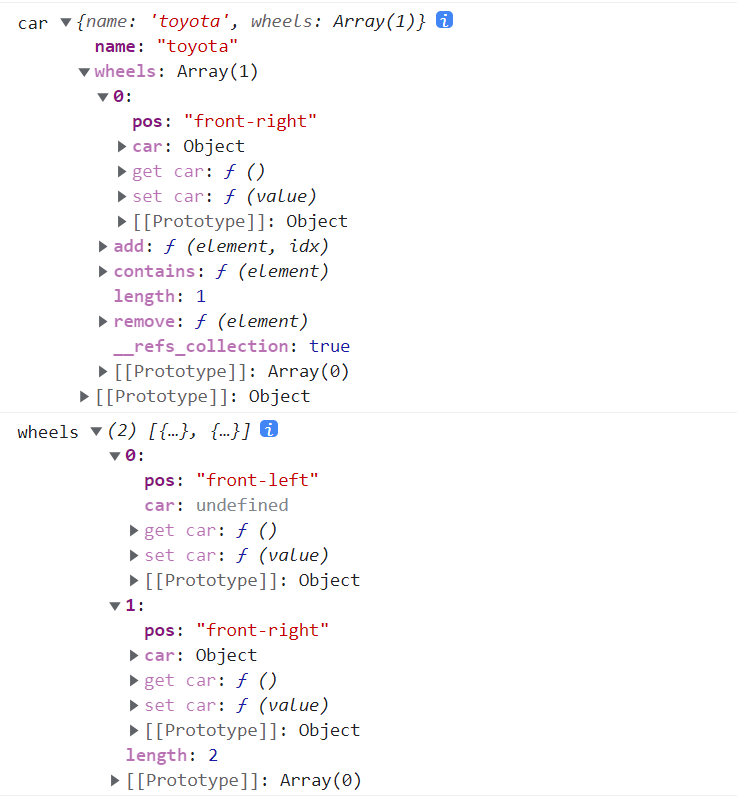 car ▼{name: 'toyota', wheels: Array(1)} i
name: "toyota"
▼wheels: Array(1)
▼0:
pos: "front-right"
▶car: Object
▶get car: ƒ ()
▶set car: ƒ (value)
▶[[Prototype]]: Object
▶add: ƒ (element, idx)
▶contains: ƒ (element)
length: 1
▶remove: ƒ (element)
__refs_collection: true
▶[[Prototype]]: Array(0)
▶[[Prototype]]: Object
wheels ▼(2) [{…}, {…}] i
▼0:
pos: "front-left"
car: undefined
▶get car: ƒ ()
▶set car: ƒ (value)
▶[[Prototype]]: Object
▼1:
pos: "front-right"
▶car: Object
▶get car: ƒ ()
▶set car: ƒ (value)
▶[[Prototype]]: Object
length: 2
▶[[Prototype]]: Array(0)